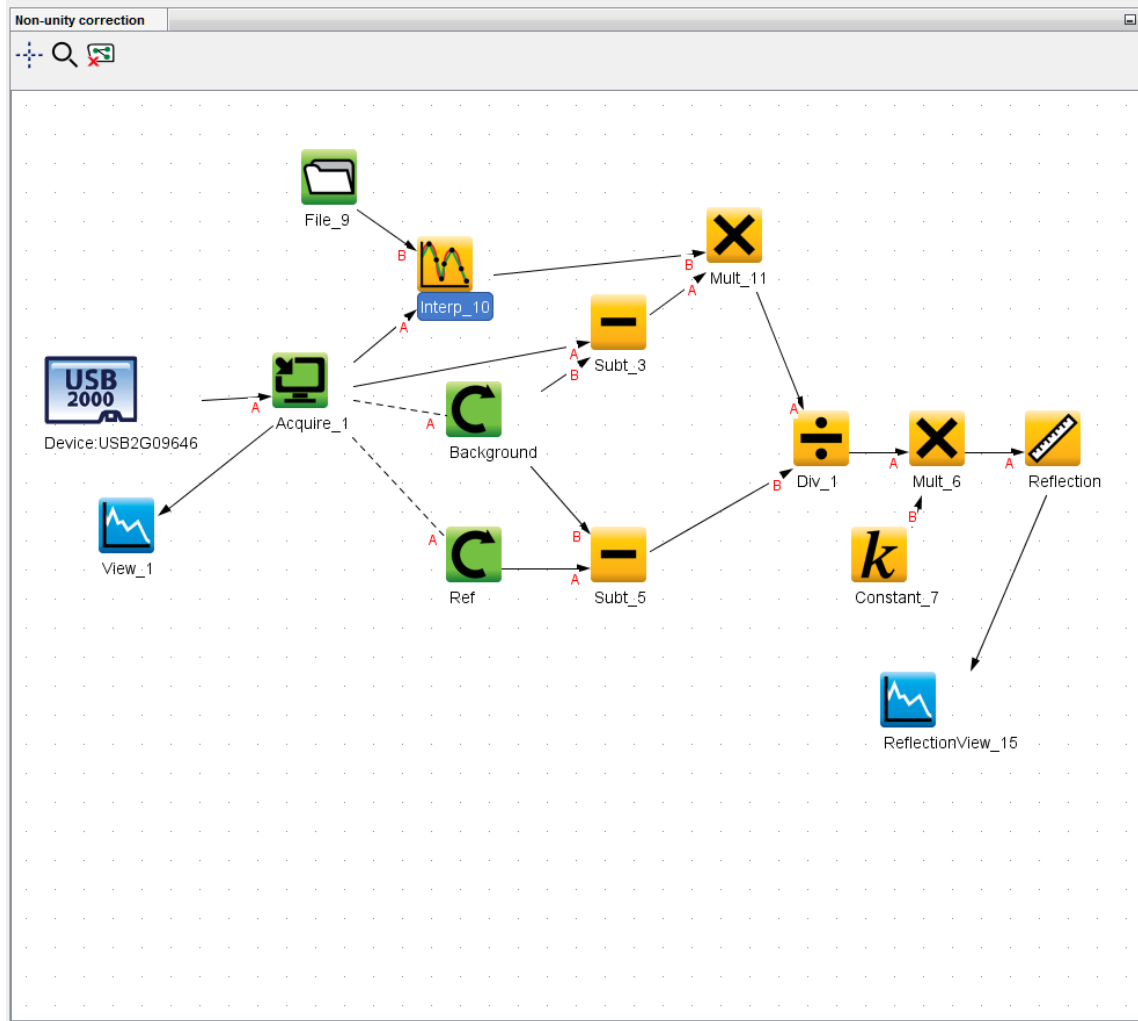 Non-unity correction
File_9
B
Interp_10
A
B
Mult_11
A
Subt_3
A
B
USB
2000
Device:USB2G09646
A
Acquire_1
A
Background
A
Div_1
B
A
Mult_6
B
A
Reflection
View_1
A
Ref
B
A
Subt_5
k
Constant_7
ReflectionView_15